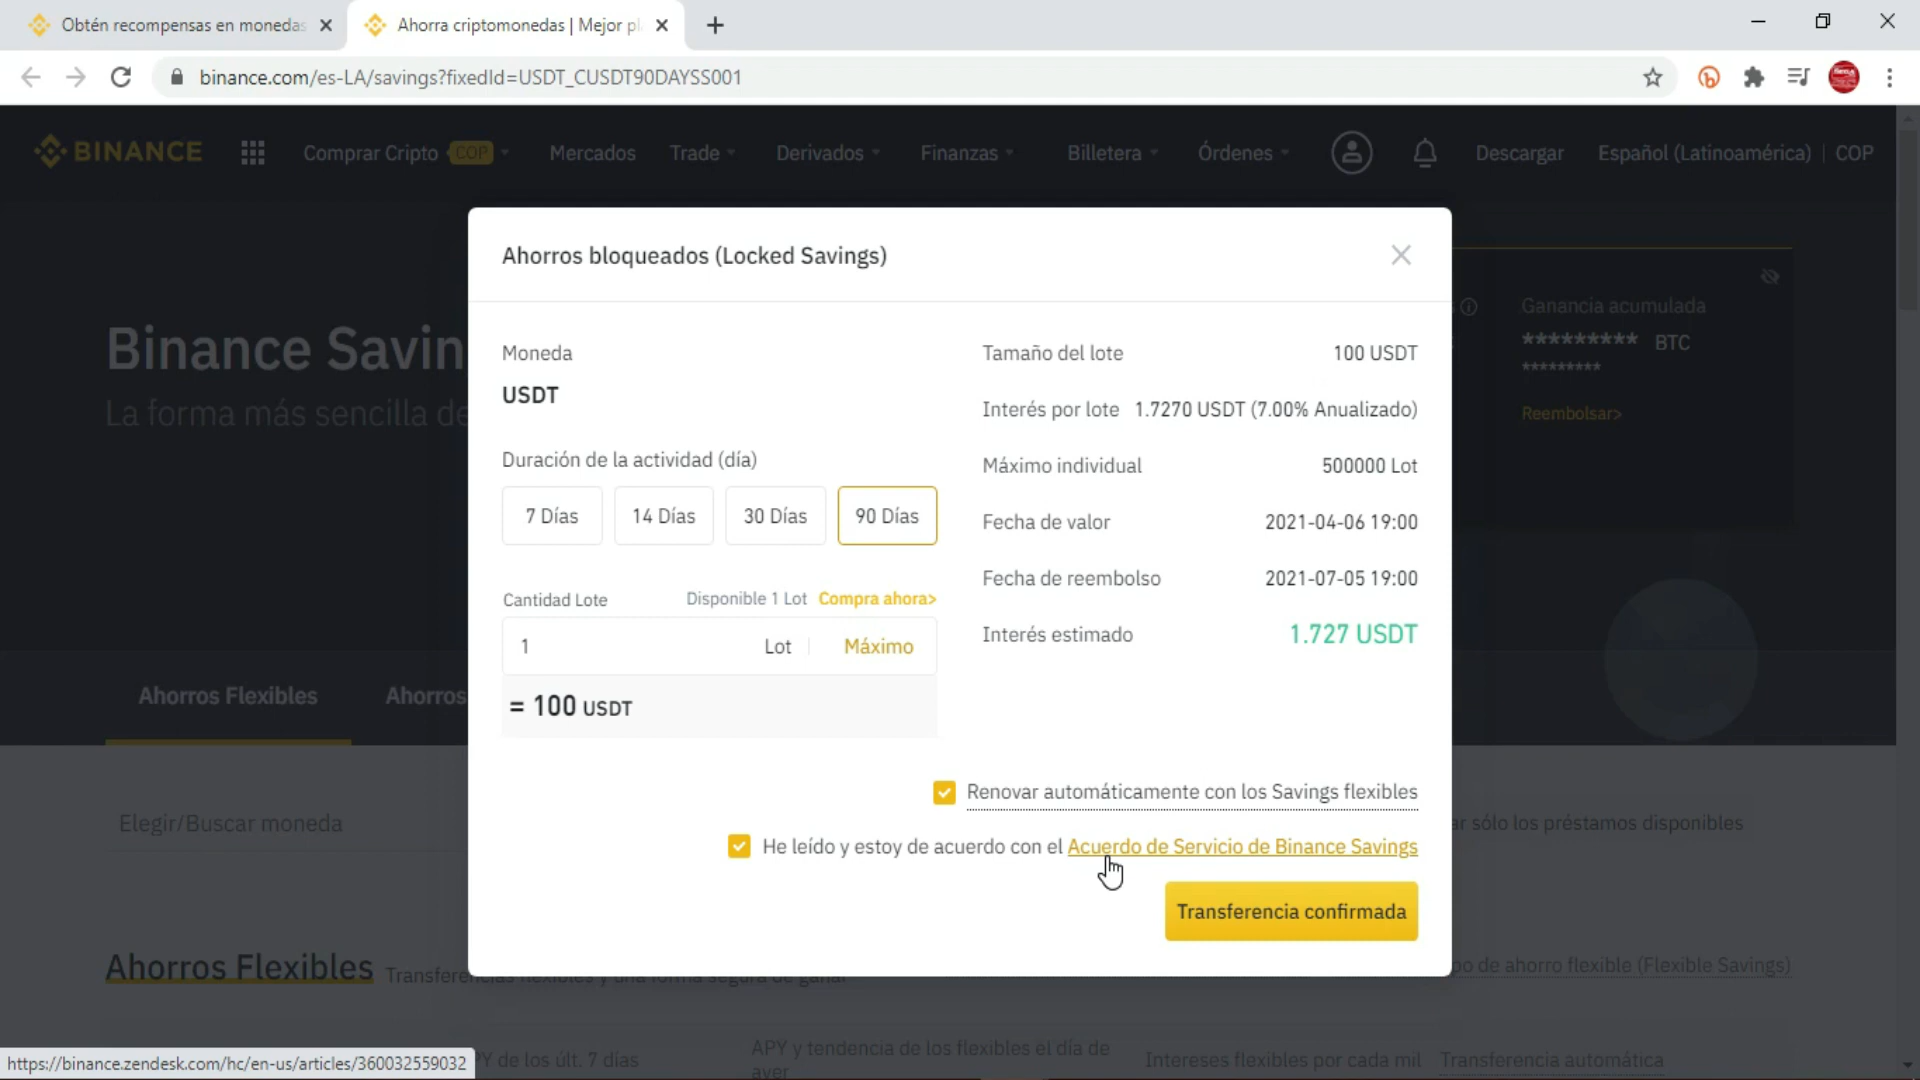 Obtén recompensas en monedas
Ahorra criptomonedas | Mejor pl
binance.com/es-LA/savings?fixedId=USDT_CUSDT90DAYSS001
BINANCE Comprar Cripto COP Mercados Trade Derivados Finanzas Billetera Órdenes Descargar Español (Latinoamérica) | COP
Binance Savin
La forma más sencilla de
Ganancia acumulada
********* BTC
*********
Reembolsar>
Ahorros Flexibles Ahorros
Ahorros bloqueados (Locked Savings)
Moneda
USDT
Duración de la actividad (día)
7 Días 14 Días 30 Días 90 Días
Cantidad Lote Disponible 1 Lot Compra ahora>
1 Lot Máximo
= 100 USDT
Tamaño del lote 100 USDT
Interés por lote 1.7270 USDT (7.00% Anualizado)
Máximo individual 500000 Lot
Fecha de valor 2021-04-06 19:00
Fecha de reembolso 2021-07-05 19:00
Interés estimado 1.727 USDT
Renovar automáticamente con los Savings flexibles
He leído y estoy de acuerdo con el Acuerdo de Servicio de Binance Savings
Transferencia confirmada
Elegir/Buscar moneda
ar sólo los préstamos disponibles
Ahorros Flexibles Transferencias flexibles y una forma segura de ganar
po de ahorro flexible (Flexible Savings)
PY de los últ. 7 días
APY y tendencia de los flexibles el día de
ayer
Intereses flexibles por cada mil
Transferencia automática
https://binance.zendesk.com/hc/en-us/articles/360032559032